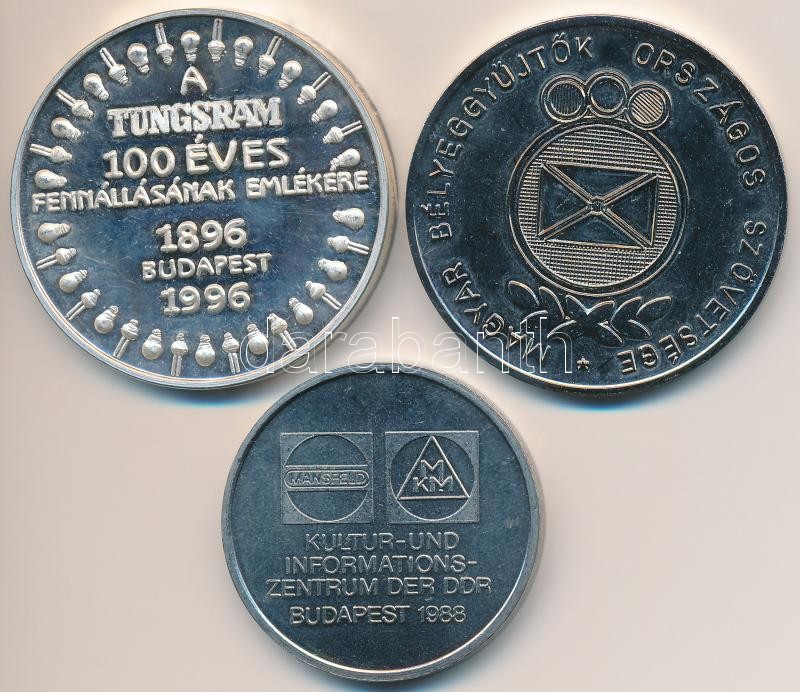 A
TUNGSRAM
100 ÉVES
FENNÁLLÁSÁNAK EMLÉKÉRE
1896
BUDAPEST
1996
MAGYAR BÉLYEGGYŰJTŐK ORSZÁGOS SZÖVETSÉGE *
darabanth
MANSFELD
M
KM
KULTUR-UND
INFORMATIONS-
ZENTRUM DER DDR
BUDAPEST 1988